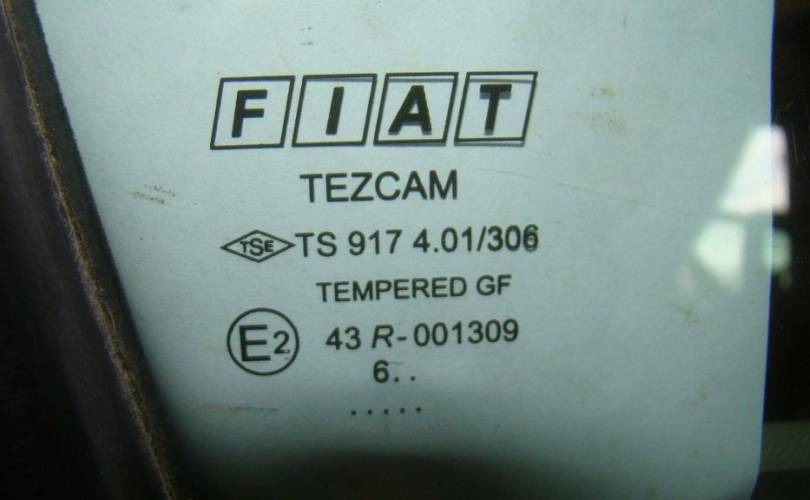 FIAT
TEZCAM
TSE TS 917 4.01/306
TEMPERED GF
E2 43 R-001309
6..
.....